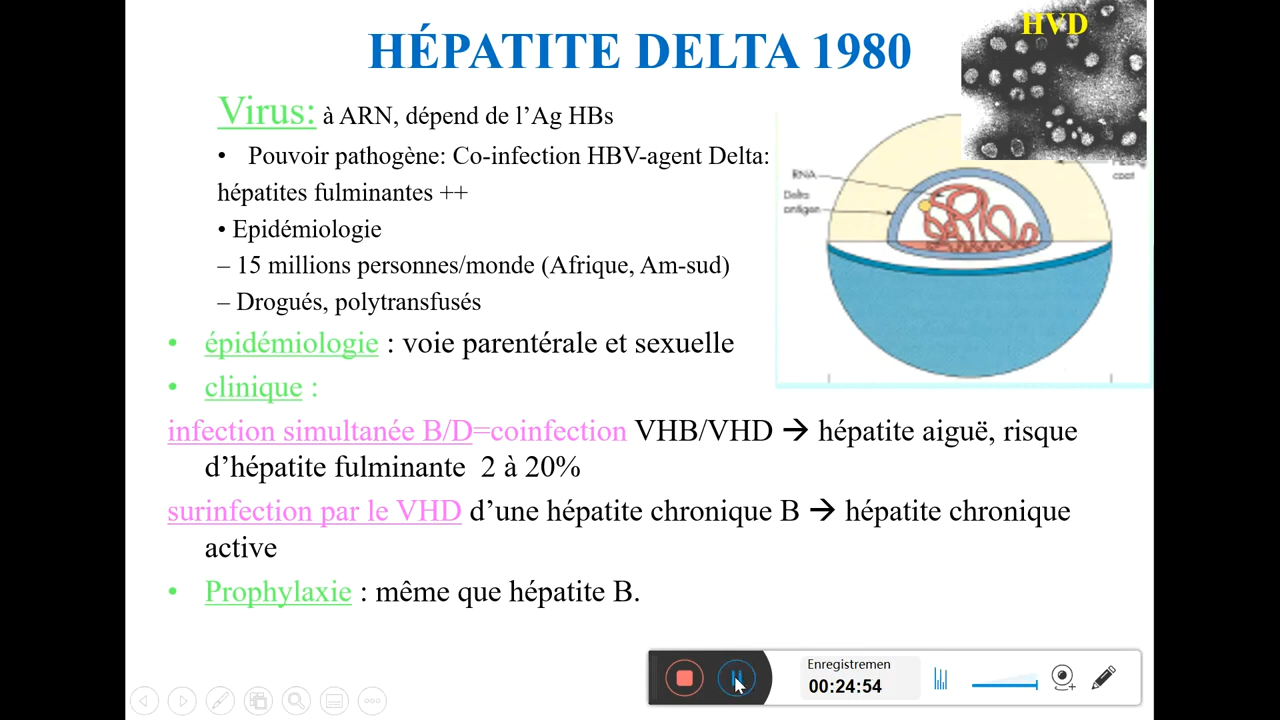 HÉPATITE DELTA 1980
HVD
Virus: à ARN, dépend de l’Ag HBs
• Pouvoir pathogène: Co-infection HBV-agent Delta:
hépatites fulminantes ++
• Epidémiologie
– 15 millions personnes/monde (Afrique, Am-sud)
– Drogués, polytransfusés
• épidémiologie : voie parentérale et sexuelle
• clinique :
infection simultanée B/D=coinfection VHB/VHD → hépatite aiguë, risque
d’hépatite fulminante 2 à 20%
surinfection par le VHD d’une hépatite chronique B → hépatite chronique
active
• Prophylaxie : même que hépatite B.
RNA
Delta
antigen
coat
Enregistremen
00:24:54